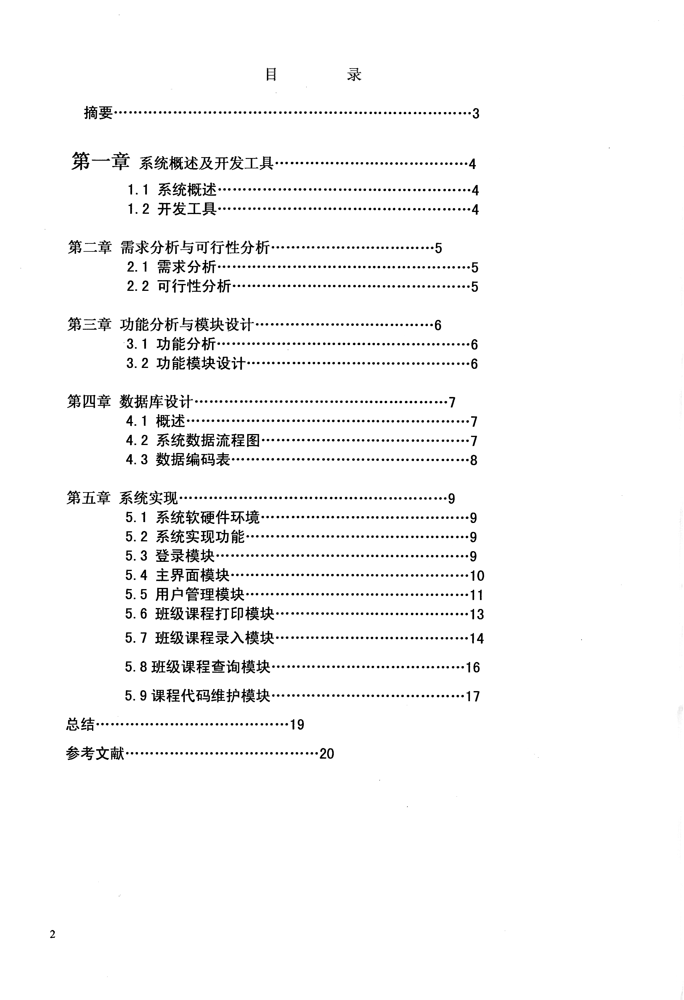 目 录
摘要……………………………………………………………………3
第一章 系统概述及开发工具……………………………………4
1.1 系统概述…………………………………………………4
1.2 开发工具…………………………………………………4
第二章 需求分析与可行性分析………………………………5
2.1 需求分析…………………………………………………5
2.2 可行性分析………………………………………………5
第三章 功能分析与模块设计…………………………………6
3.1 功能分析…………………………………………………6
3.2 功能模块设计……………………………………………6
第四章 数据库设计………………………………………………7
4.1 概述………………………………………………………7
4.2 系统数据流程图…………………………………………7
4.3 数据编码表………………………………………………8
第五章 系统实现…………………………………………………9
5.1 系统软硬件环境…………………………………………9
5.2 系统实现功能……………………………………………9
5.3 登录模块…………………………………………………9
5.4 主界面模块………………………………………………10
5.5 用户管理模块……………………………………………11
5.6 班级课程打印模块………………………………………13
5.7 班级课程录入模块………………………………………14
5.8班级课程查询模块………………………………………16
5.9课程代码维护模块………………………………………17
总结……………………………………19
参考文献……………………………………20
2